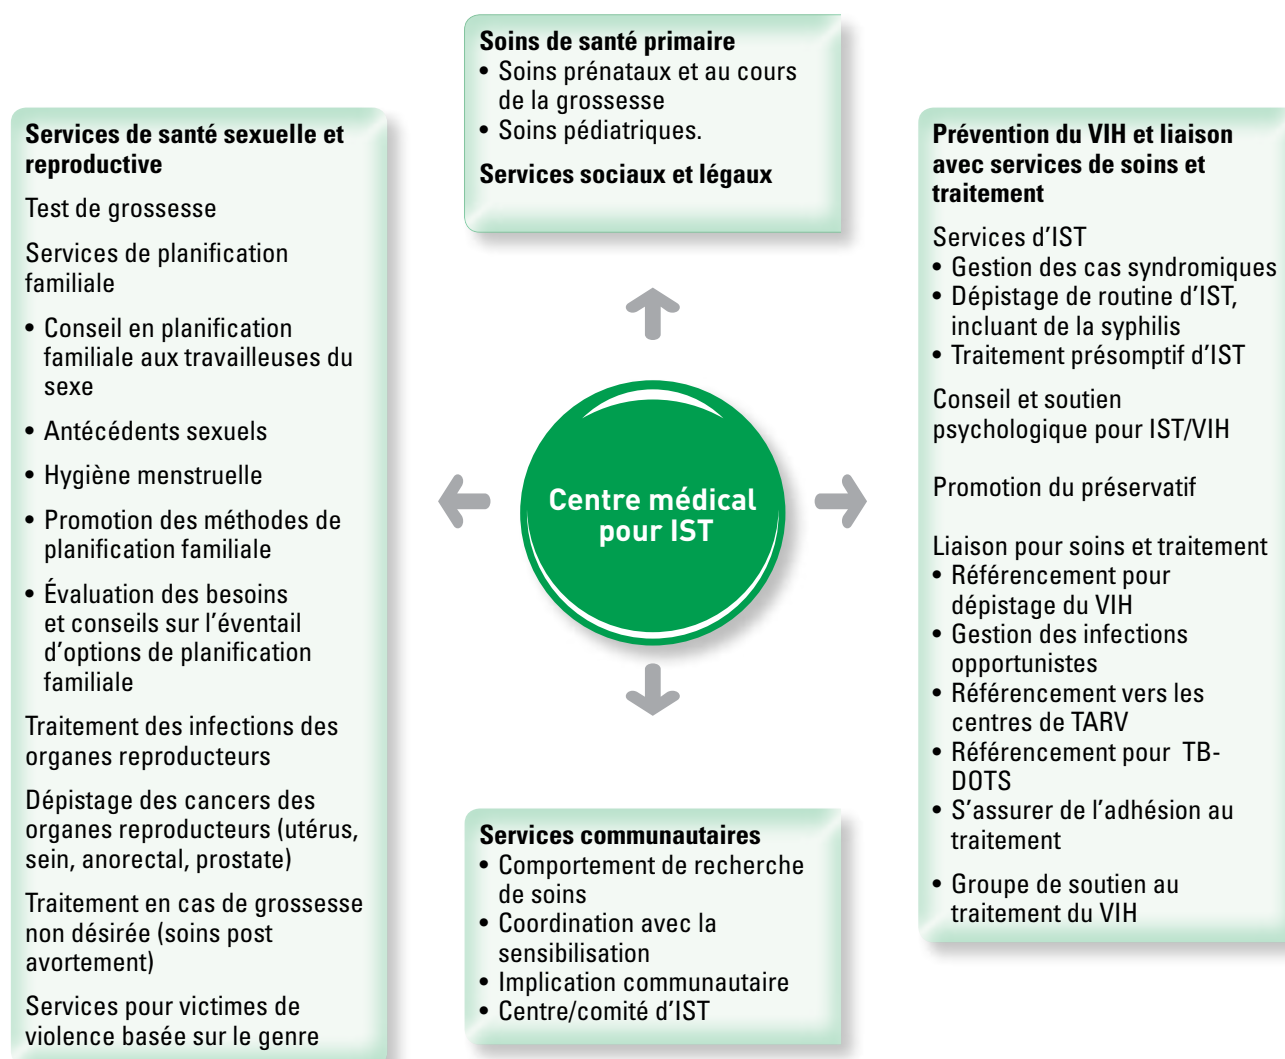 Soins de santé primaire
• Soins prénataux et au cours
de la grossesse
• Soins pédiatriques.
Services sociaux et légaux
Services de santé sexuelle et
reproductive
Test de grossesse
Services de planification
familiale
• Conseil en planification
familiale aux travailleuses du
sexe
• Antécédents sexuels
• Hygiène menstruelle
• Promotion des méthodes de
planification familiale
• Évaluation des besoins
et conseils sur l'éventail
d'options de planification
familiale
Traitement des infections des
organes reproducteurs
Dépistage des cancers des
organes reproducteurs (utérus,
sein, anorectal, prostate)
Traitement en cas de grossesse
non désirée (soins post
avortement)
Services pour victimes de
violence basée sur le genre
Centre médical
pour IST
Prévention du VIH et liaison
avec services de soins et
traitement
Services d'IST
• Gestion des cas syndromiques
• Dépistage de routine d'IST,
incluant de la syphilis
• Traitement présomptif d'IST
Conseil et soutien
psychologique pour IST/VIH
Promotion du préservatif
Liaison pour soins et traitement
• Référencement pour
dépistage du VIH
• Gestion des infections
opportunistes
• Référencement vers les
centres de TARV
• Référencement pour TB-
DOTS
• S'assurer de l'adhésion au
traitement
• Groupe de soutien au
traitement du VIH
Services communautaires
• Comportement de recherche
de soins
• Coordination avec la
sensibilisation
• Implication communautaire
• Centre/comité d'IST